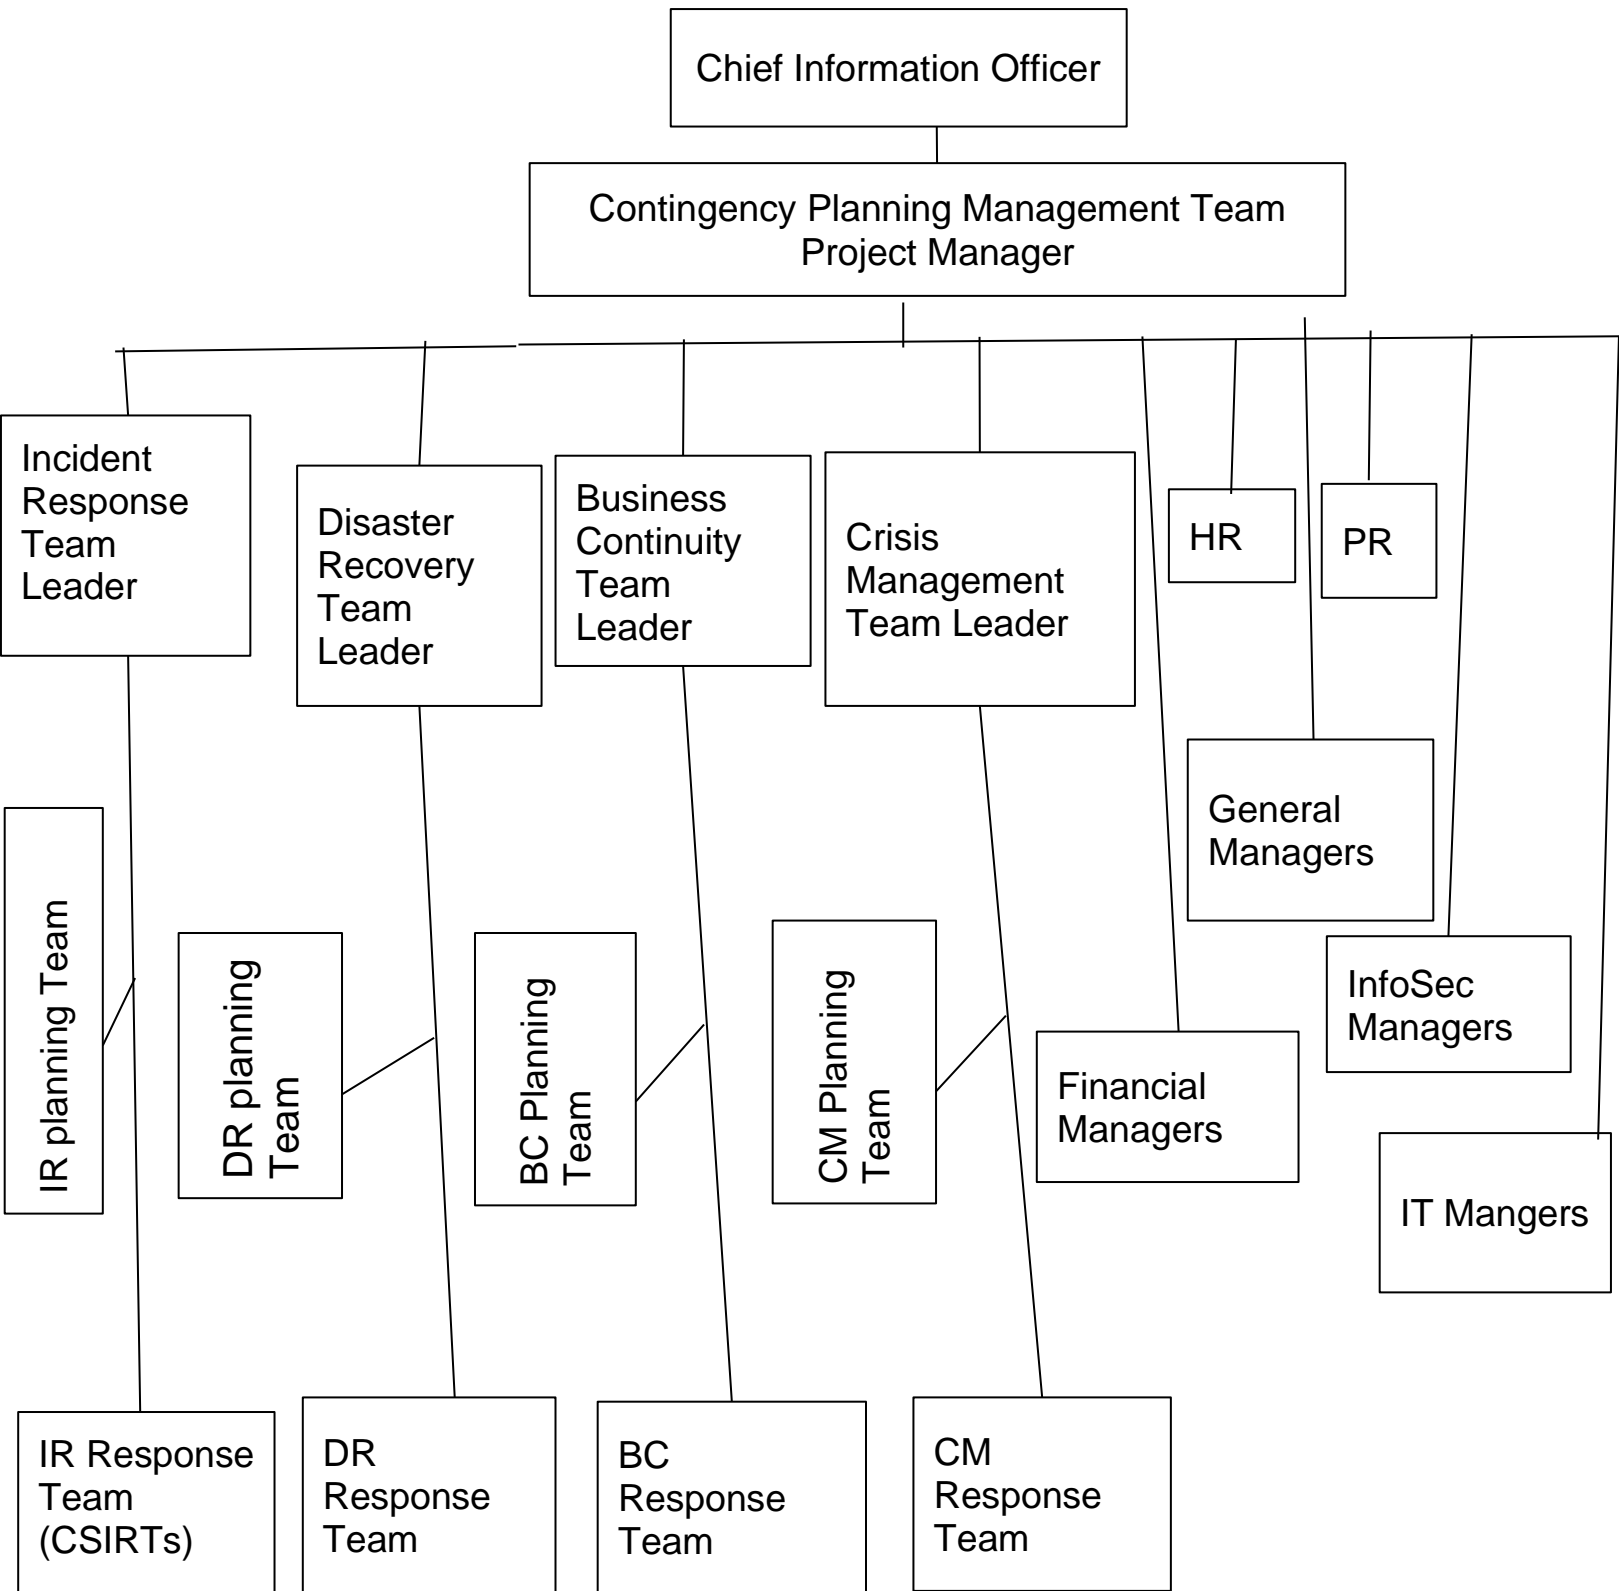 Chief Information Officer
Contingency Planning Management Team
Project Manager
Incident
Response
Team
Leader
Disaster
Recovery
Team
Leader
Business
Continuity
Team
Leader
Crisis
Management
Team Leader
HR
PR
General
Managers
InfoSec
Managers
Financial
Managers
IT Mangers
IR planning Team
DR planning
Team
BC Planning
Team
CM Planning
Team
IR Response
Team
(CSIRTs)
DR
Response
Team
BC
Response
Team
CM
Response
Team